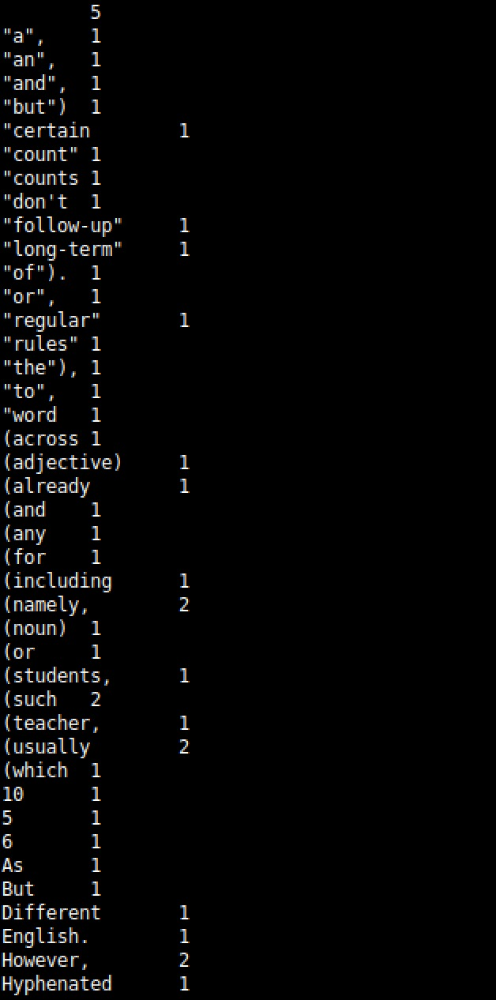 5
"a", 1
"an", 1
"and", 1
"but") 1
"certain 1
"count" 1
"counts 1
"don't 1
"follow-up" 1
"long-term" 1
"of"). 1
"or", 1
"regular" 1
"rules" 1
"the"), 1
"to", 1
"word 1
(across 1
(adjective) 1
(already 1
(and 1
(any 1
(for 1
(including 1
(namely, 2
(noun) 1
(or 1
(students, 1
(such 2
(teacher, 1
(usually 2
(which 1
10 1
5 1
6 1
As 1
But 1
Different 1
English. 1
However, 2
Hyphenated 1